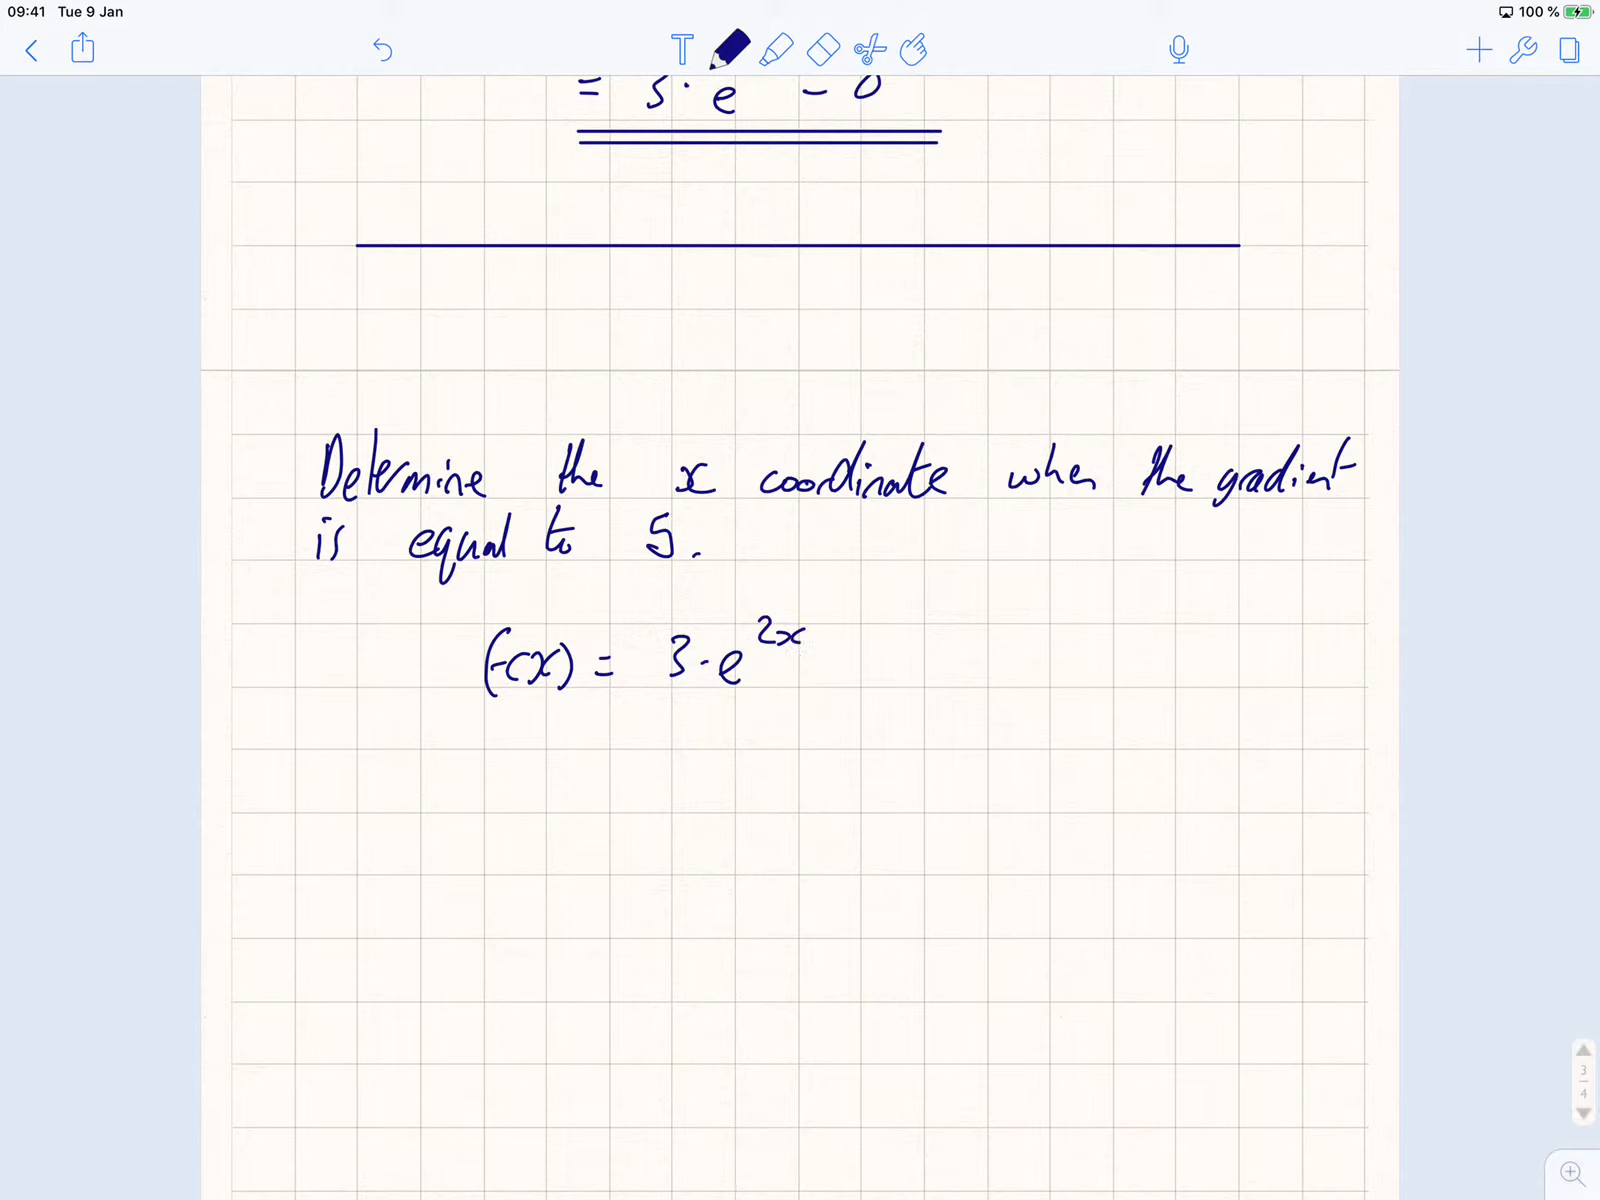 09:41 Tue 9 Jan
100 %
T
= 5 · e - 0
Determine the x coordinate when the gradient
is equal to 5.
f(x) = 3 · e^{2x}
3
4